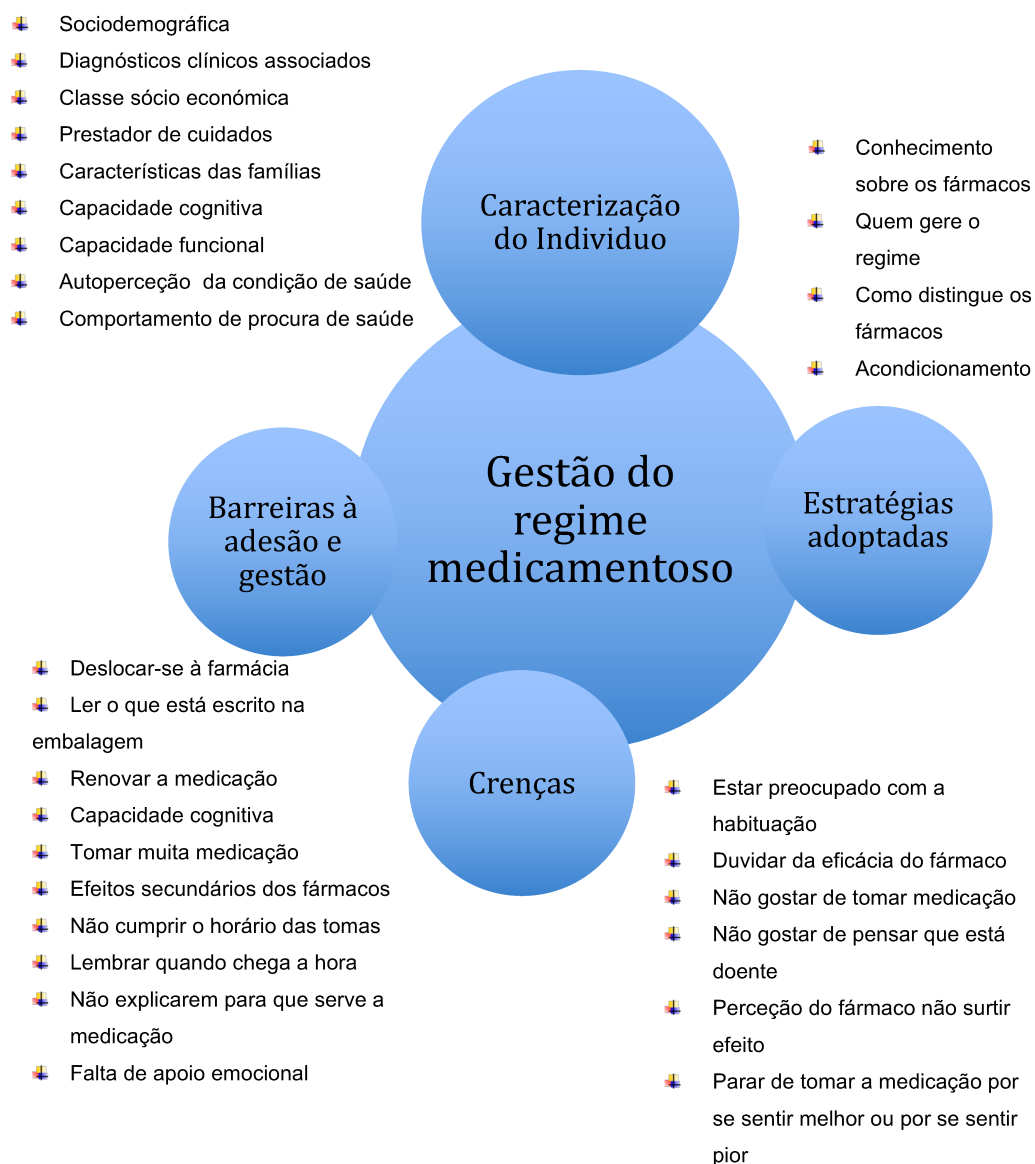 Sociodemográfica
Diagnósticos clínicos associados
Classe sócio económica
Prestador de cuidados
Características das famílias
Capacidade cognitiva
Capacidade funcional
Autoperceção  da condição de saúde
Comportamento de procura de saúde
Caracterização
do Individuo
Conhecimento
sobre os fármacos
Quem gere o
regime
Como distingue os
fármacos
Acondicionamento
Gestão do
regime
medicamentoso
Barreiras à
adesão e
gestão
Estratégias
adoptadas
Deslocar-se à farmácia
Ler o que está escrito na
embalagem
Renovar a medicação
Capacidade cognitiva
Tomar muita medicação
Efeitos secundários dos fármacos
Não cumprir o horário das tomas
Lembrar quando chega a hora
Não explicarem para que serve a
medicação
Falta de apoio emocional
Crenças
Estar preocupado com a
habituação
Duvidar da eficácia do fármaco
Não gostar de tomar medicação
Não gostar de pensar que está
doente
Perceção do fármaco não surtir
efeito
Parar de tomar a medicação por
se sentir melhor ou por se sentir
pior